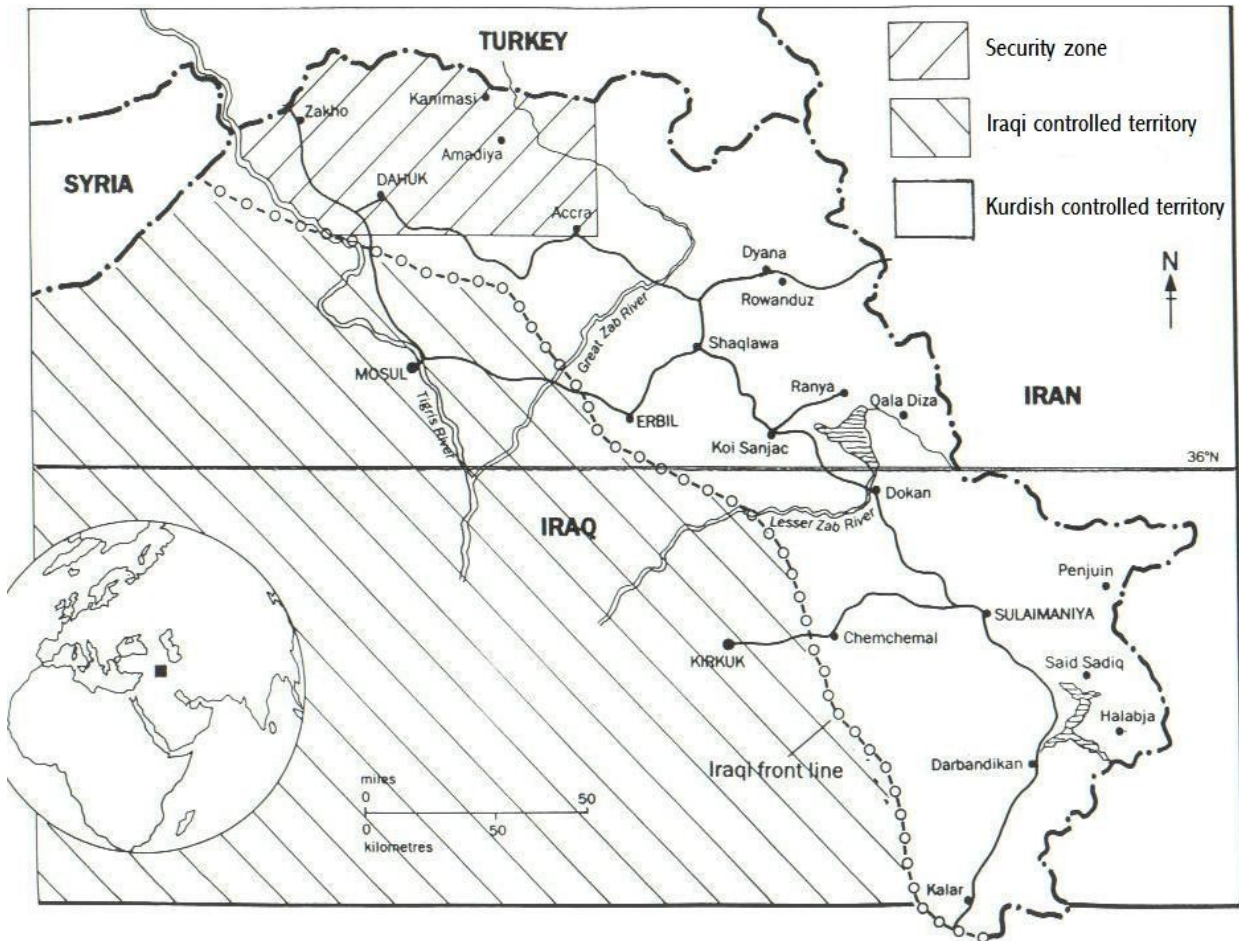 TURKEY
Security zone
Kanimasi
Zakho
Iraqi controlled territory
Amadiya
SYRIA
DAHUK
Kurdish controlled territory
Accra
Dyana
N
Rowanduz
Great Zab River
Shaqlawa
MOSUL
Ranya
Qala Diza
IRAN
Tigris River
ERBIL
Koi Sanjac
36°N
Dokan
IRAQ
Lesser Zab River
Penjuin
SULAIMANIYA
Chemchemal
KIRKUK
Said Sadiq
Halabja
Iraqi front line
Darbandikan
miles
0 50
0 50
kilometres
Kalar